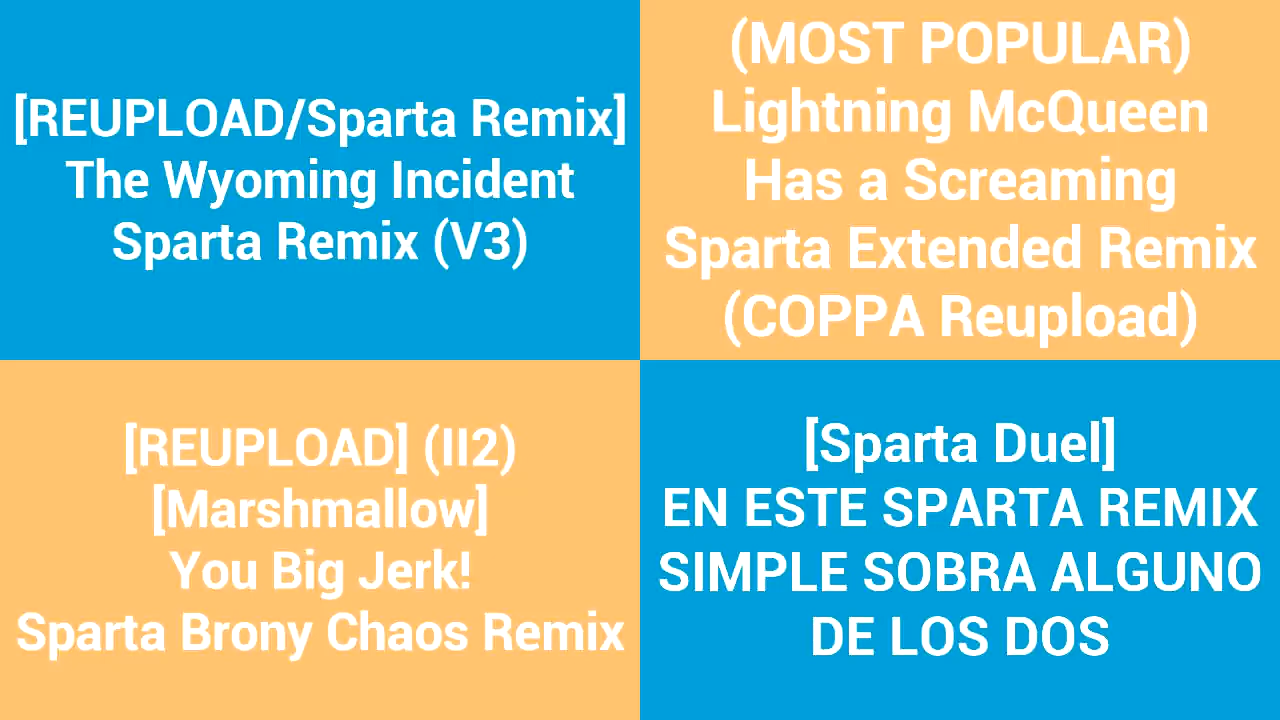 [REUPLOAD/Sparta Remix]
The Wyoming Incident
Sparta Remix (V3)
(MOST POPULAR)
Lightning McQueen
Has a Screaming
Sparta Extended Remix
(COPPA Reupload)
[REUPLOAD] (II2)
[Marshmallow]
You Big Jerk!
Sparta Brony Chaos Remix
[Sparta Duel]
EN ESTE SPARTA REMIX
SIMPLE SOBRA ALGUNO
DE LOS DOS